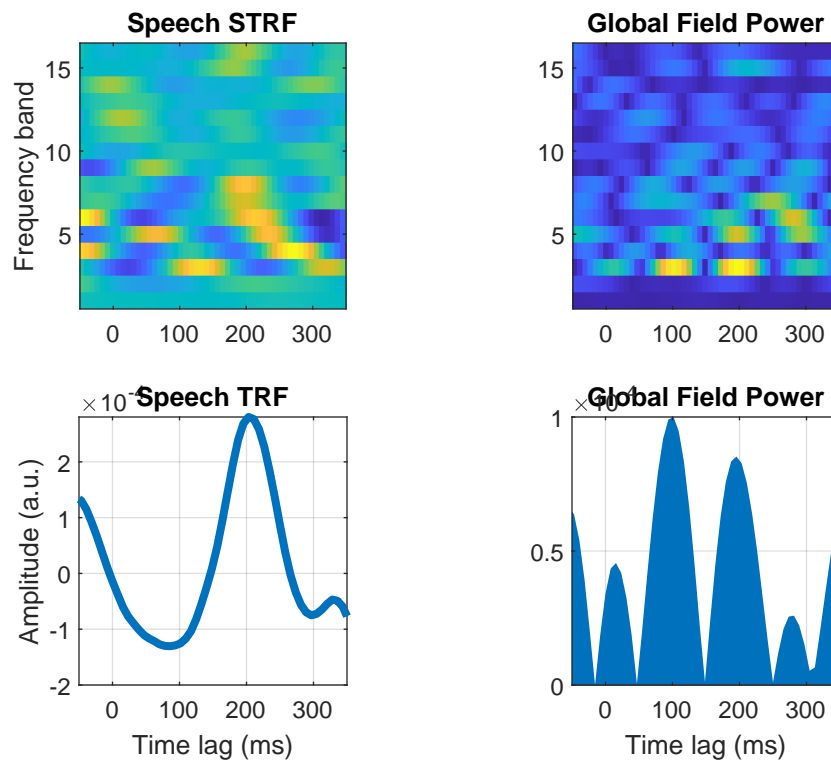 Speech STRF
Frequency band
15
10
5
0 100 200 300
Global Field Power
15
10
5
0 100 200 300
Speech TRF
× 10-4
Amplitude (a.u.)
2
1
0
-1
-2
0 100 200 300
Time lag (ms)
Global Field Power
1
0.5
0
0 100 200 300
Time lag (ms)